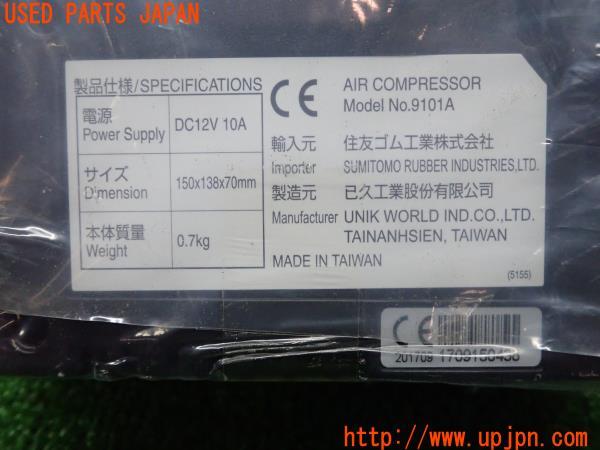 USED PARTS JAPAN
製品仕様/SPECIFICATIONS
電源
Power Supply
DC12V 10A
サイズ
Dimension
150x138x70mm
本体質量
Weight
0.7kg
CE
AIR COMPRESSOR
Model No.9101A
輸入元 住友ゴム工業株式会社
Importer SUMITOMO RUBBER INDUSTRIES,LTD.
製造元 己久工業股份有限公司
Manufacturer UNIK WORLD IND.CO.,LTD.
TAINANHSIEN, TAIWAN
MADE IN TAIWAN
(5155)
CE
201709 1709150438
http://www.upjpn.com/